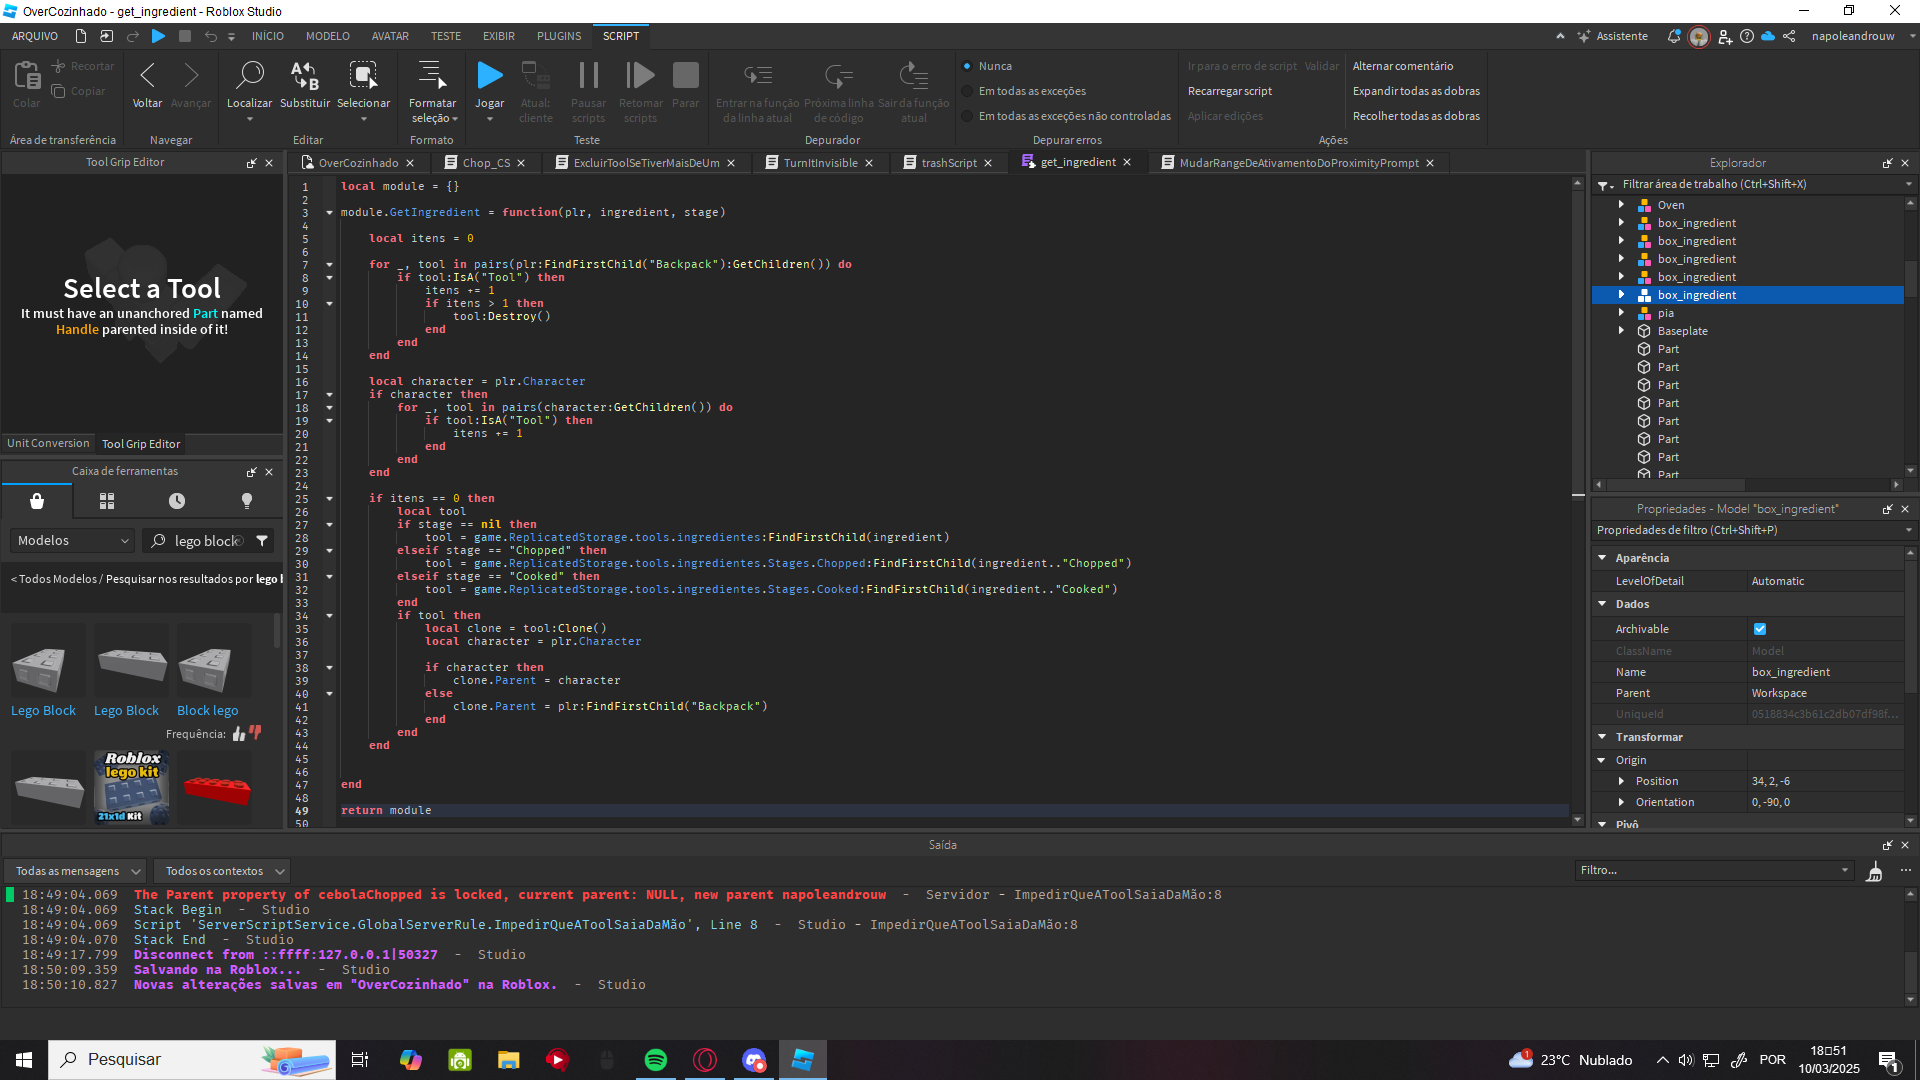 OverCozinhado - get_ingredient - Roblox Studio
ARQUIVO INÍCIO MODELO AVATAR TESTE EXIBIR PLUGINS SCRIPT Assistente napoleandrouw
Colar Recortar Copiar
Voltar Avançar
Localizar Substituir Selecionar
Formatar seleção
Jogar Atual: cliente Pausar scripts Retomar scripts Parar
Entrar na função da linha atual Próxima linha de código Sair da função atual
Nunca
Em todas as exceções
Em todas as exceções não controladas
Ir para o erro de script Validar Alternar comentário
Recarregar script Expandir todas as dobras
Aplicar edições Recolher todas as dobras
Área de transferência Navegar Editar Formato Teste Depurador Depurar erros Ações
Tool Grip Editor
Select a Tool
It must have an unanchored Part named
Handle parented inside of it!
Unit Conversion Tool Grip Editor
Caixa de ferramentas
Modelos lego block
< Todos Modelos / Pesquisar nos resultados por lego b
Lego Block Lego Block Block lego
Frequência:
Roblox
lego kit
21x1d Kit
OverCozinhado Chop_CS ExcluirToolSeTiverMaisDeUm TurnItInvisible trashScript get_ingredient MudarRangeDeAtivamentoDoProximityPrompt
1 local module = {}
2
3 module.GetIngredient = function(plr, ingredient, stage)
4
5 local itens = 0
6
7 for _, tool in pairs(plr:FindFirstChild("Backpack"):GetChildren()) do
8 if tool:IsA("Tool") then
9 itens += 1
10 if itens > 1 then
11 tool:Destroy()
12 end
13 end
14 end
15
16 local character = plr.Character
17 if character then
18 for _, tool in pairs(character:GetChildren()) do
19 if tool:IsA("Tool") then
20 itens += 1
21 end
22 end
23 end
24
25 if itens == 0 then
26 local tool
27 if stage == nil then
28 tool = game.ReplicatedStorage.tools.ingredientes:FindFirstChild(ingredient)
29 elseif stage == "Chopped" then
30 tool = game.ReplicatedStorage.tools.ingredientes.Stages.Chopped:FindFirstChild(ingredient.."Chopped")
31 elseif stage == "Cooked" then
32 tool = game.ReplicatedStorage.tools.ingredientes.Stages.Cooked:FindFirstChild(ingredient.."Cooked")
33 end
34 if tool then
35 local clone = tool:Clone()
36 local character = plr.Character
37
38 if character then
39 clone.Parent = character
40 else
41 clone.Parent = plr:FindFirstChild("Backpack")
42 end
43 end
44 end
45
46
47 end
48
49 return module
50
Explorador
Filtrar área de trabalho (Ctrl+Shift+X)
Oven
box_ingredient
box_ingredient
box_ingredient
box_ingredient
box_ingredient
pia
Baseplate
Part
Part
Part
Part
Part
Part
Part
Part
Propriedades - Model "box_ingredient"
Propriedades de filtro (Ctrl+Shift+P)
Aparência
LevelOfDetail Automatic
Dados
Archivable
ClassName Model
Name box_ingredient
Parent Workspace
UniqueId 0518834c3b61c2db07df98f...
Transformar
Origin
Position 34, 2, -6
Orientation 0, -90, 0
Pivô
Saída
Todas as mensagens Todos os contextos Filtro...
18:49:04.069 The Parent property of cebolaChopped is locked, current parent: NULL, new parent napoleandrouw - Servidor - ImpedirQueAToolSaiaDaMão:8
18:49:04.069 Stack Begin - Studio
18:49:04.069 Script 'ServerScriptService.GlobalServerRule.ImpedirQueAToolSaiaDaMão', Line 8 - Studio - ImpedirQueAToolSaiaDaMão:8
18:49:04.070 Stack End - Studio
18:49:17.799 Disconnect from ::ffff:127.0.0.1|50327 - Studio
18:50:09.359 Salvando na Roblox... - Studio
18:50:10.827 Novas alterações salvas em "OverCozinhado" na Roblox. - Studio
Pesquisar
1 23°C Nublado POR 18:51 1
10/03/2025